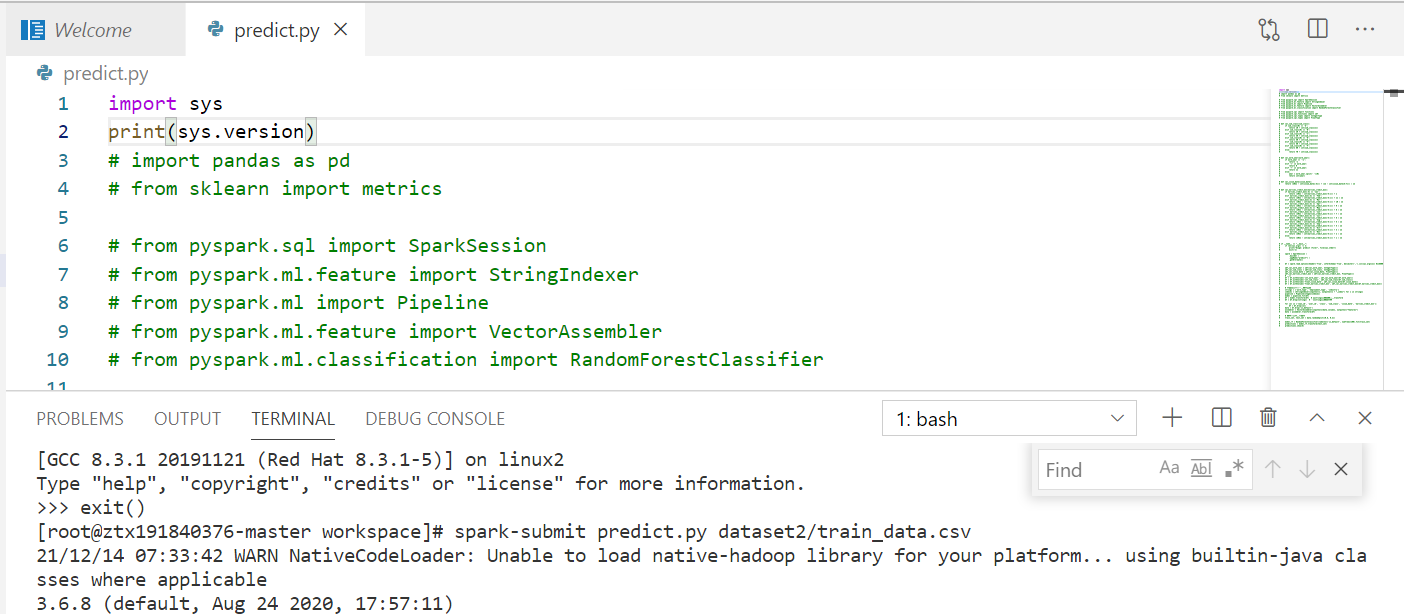 Welcome
predict.py
predict.py
1 import sys
2 print(sys.version)
3 # import pandas as pd
4 # from sklearn import metrics
5
6 # from pyspark.sql import SparkSession
7 # from pyspark.ml.feature import StringIndexer
8 # from pyspark.ml import Pipeline
9 # from pyspark.ml.feature import VectorAssembler
10 # from pyspark.ml.classification import RandomForestClassifier
11
PROBLEMS OUTPUT TERMINAL DEBUG CONSOLE 1: bash
Find Aa Abl .*
[GCC 8.3.1 20191121 (Red Hat 8.3.1-5)] on linux2
Type "help", "copyright", "credits" or "license" for more information.
>>> exit()
[root@ztx191840376-master workspace]# spark-submit predict.py dataset2/train_data.csv
21/12/14 07:33:42 WARN NativeCodeLoader: Unable to load native-hadoop library for your platform... using builtin-java cla
sses where applicable
3.6.8 (default, Aug 24 2020, 17:57:11)